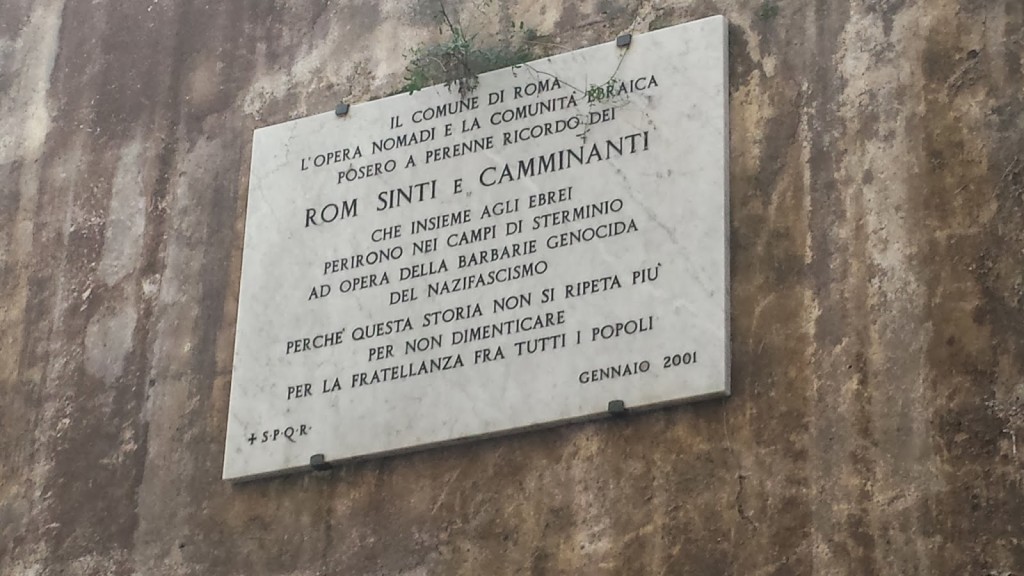 IL COMUNE DI ROMA
L'OPERA NOMADI E LA COMUNITA EBRAICA
POSERO A PERENNE RICORDO DEI
ROM SINTI E CAMMINANTI
CHE INSIEME AGLI EBREI
PERIRONO NEI CAMPI DI STERMINIO
AD OPERA DELLA BARBARIE GENOCIDA
DEL NAZIFASCISMO
PERCHE' QUESTA STORIA NON SI RIPETA PIU'
PER NON DIMENTICARE
PER LA FRATELLANZA FRA TUTTI I POPOLI
GENNAIO 2001
+ S·P·Q·R·